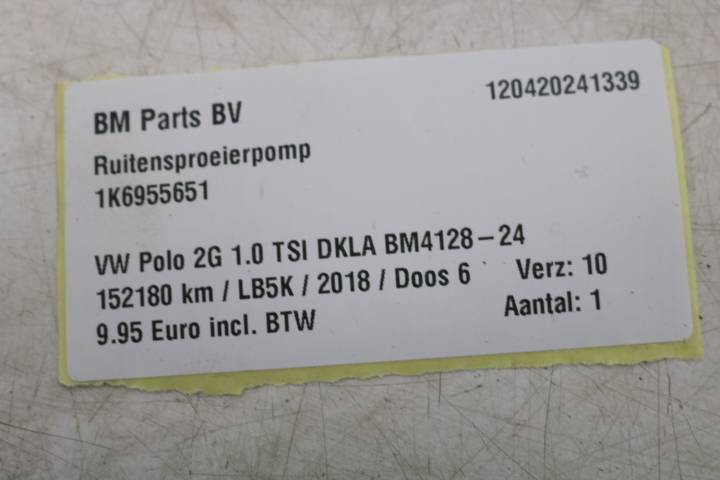 BM Parts BV 120420241339
Ruitensproeierpomp
1K6955651
VW Polo 2G 1.0 TSI DKLA BM4128-24
152180 km / LB5K / 2018 / Doos 6 Verz: 10
9.95 Euro incl. BTW Aantal: 1